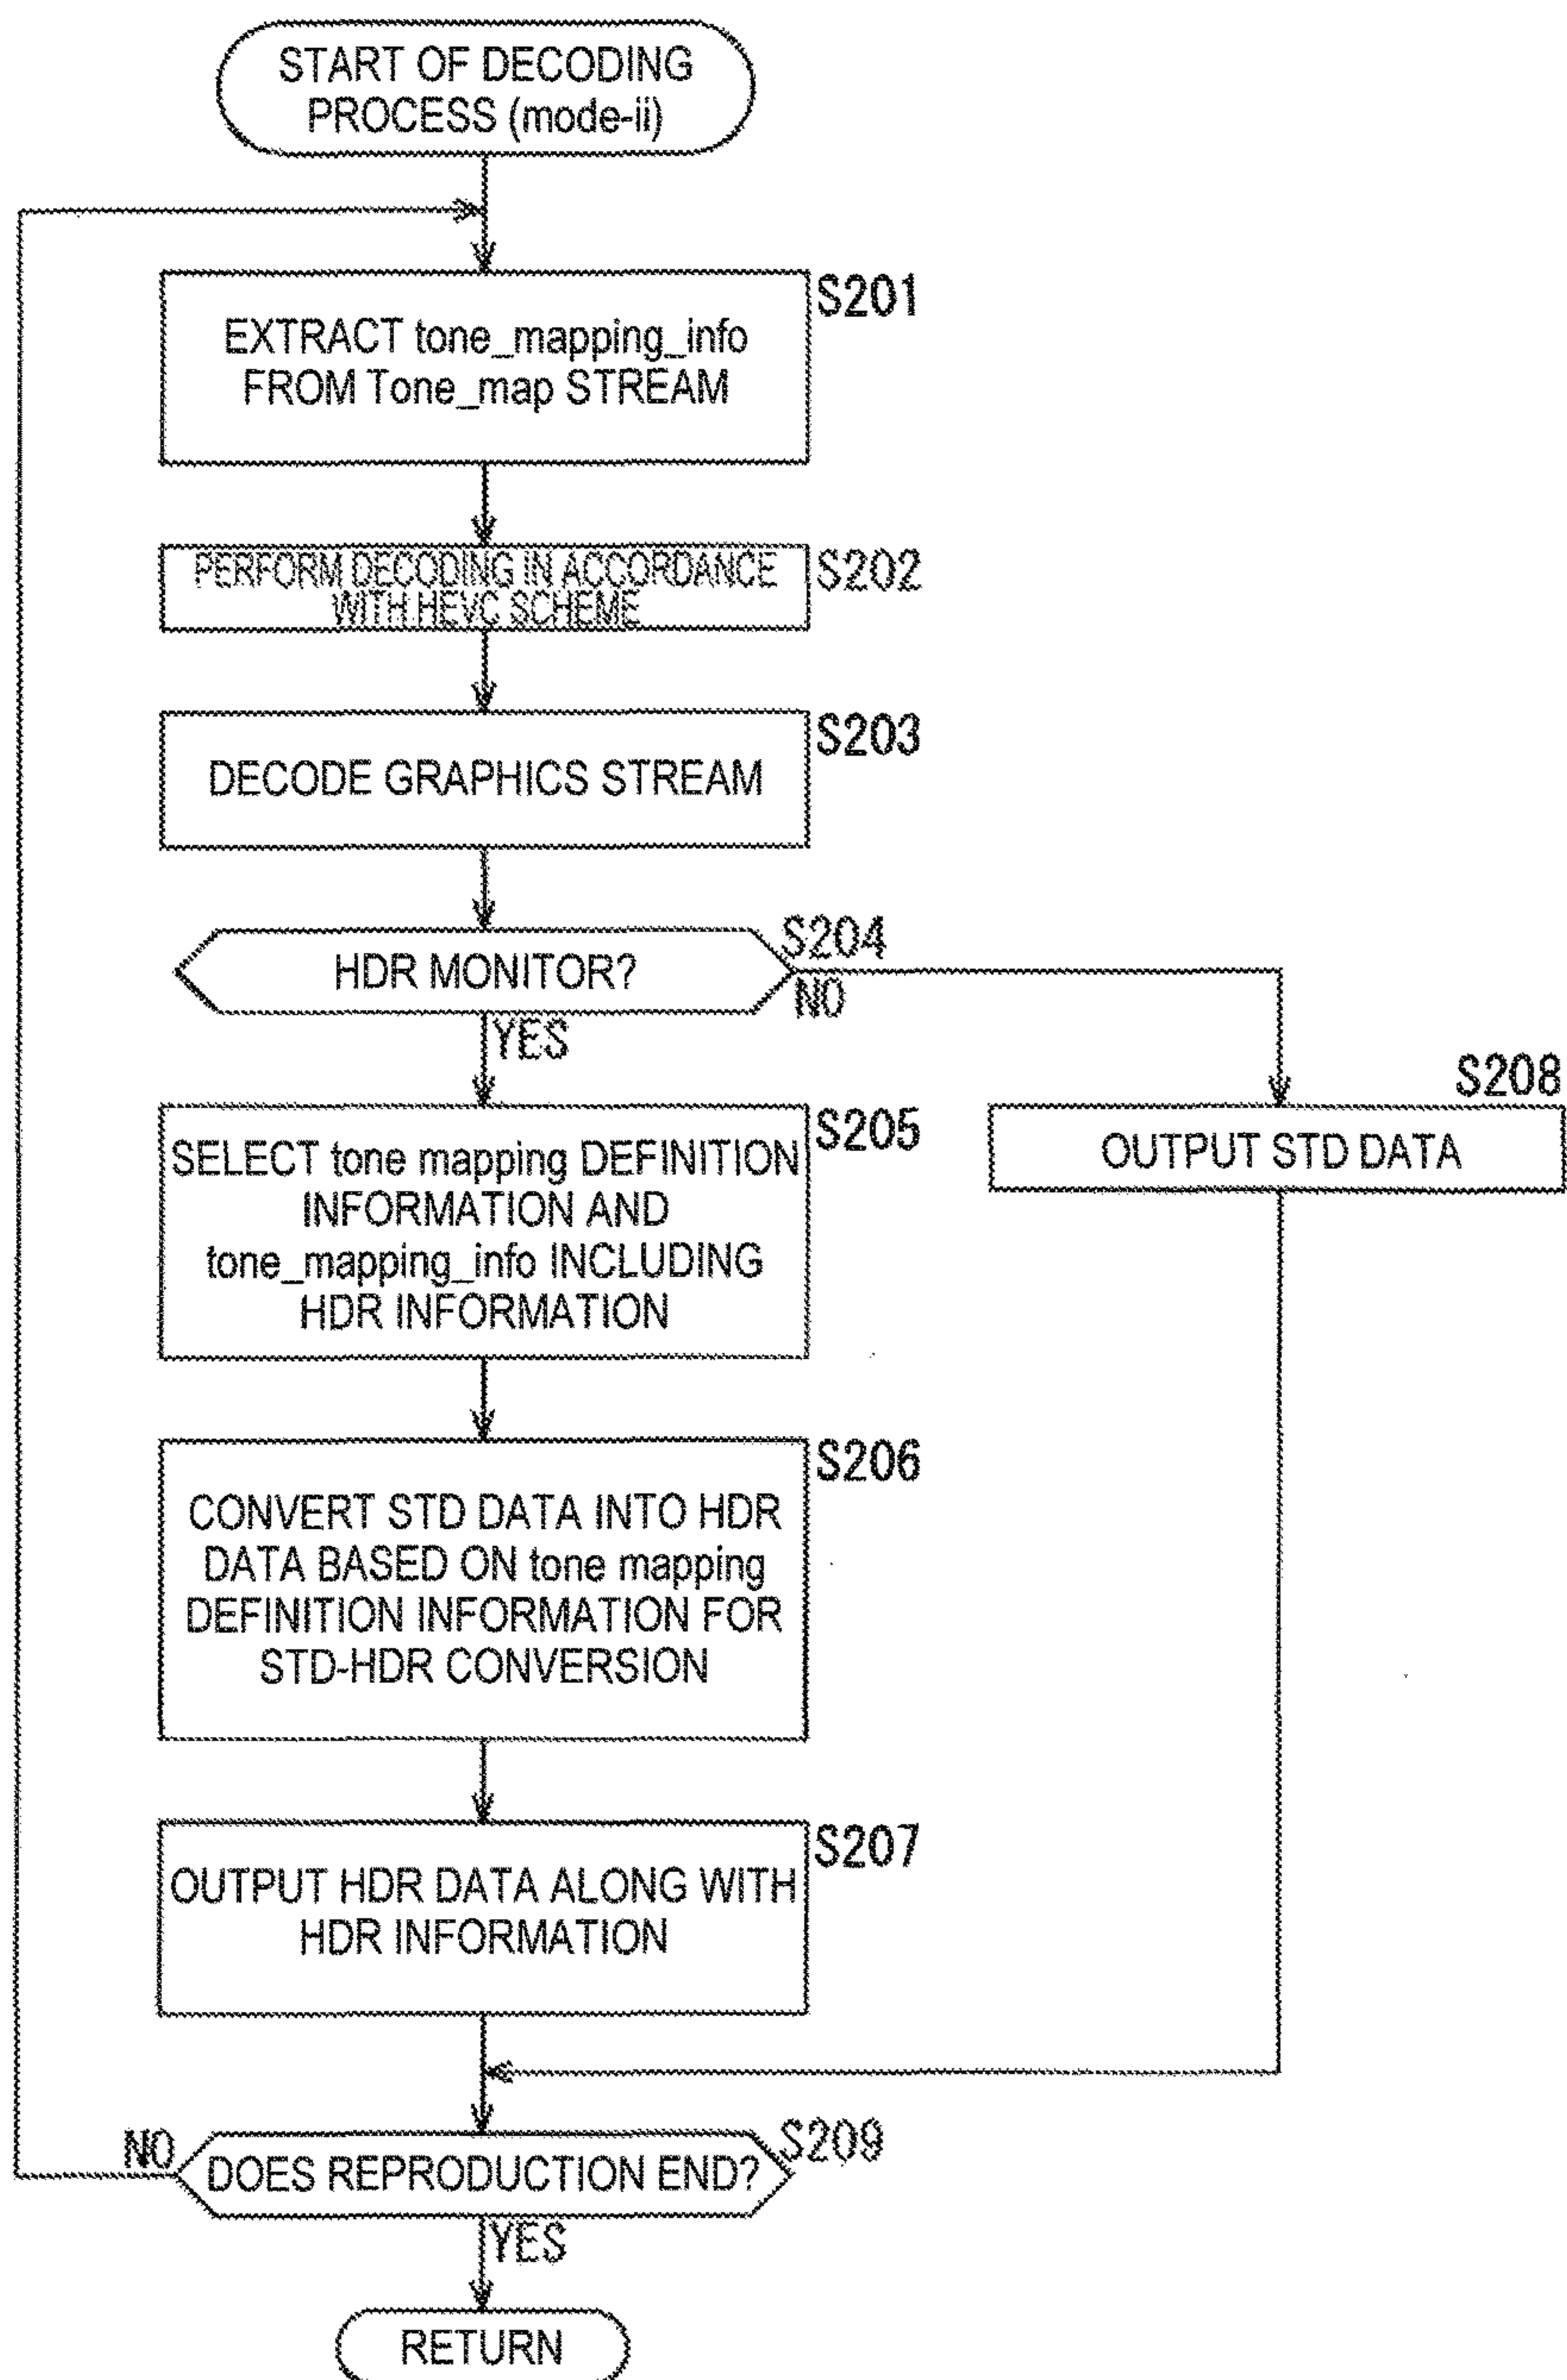 START OF DECODING
PROCESS (mode-ii)
S201
EXTRACT tone_mapping_info
FROM Tone_map STREAM
S202
PERFORM DECODING IN ACCORDANCE
WITH HEVC SCHEME
S203
DECODE GRAPHICS STREAM
S204
HDR MONITOR?
NO
YES
S205
SELECT tone mapping DEFINITION
INFORMATION AND
tone_mapping_info INCLUDING
HDR INFORMATION
S208
OUTPUT STD DATA
S206
CONVERT STD DATA INTO HDR
DATA BASED ON tone mapping
DEFINITION INFORMATION FOR
STD-HDR CONVERSION
S207
OUTPUT HDR DATA ALONG WITH
HDR INFORMATION
S209
NO
DOES REPRODUCTION END?
YES
RETURN